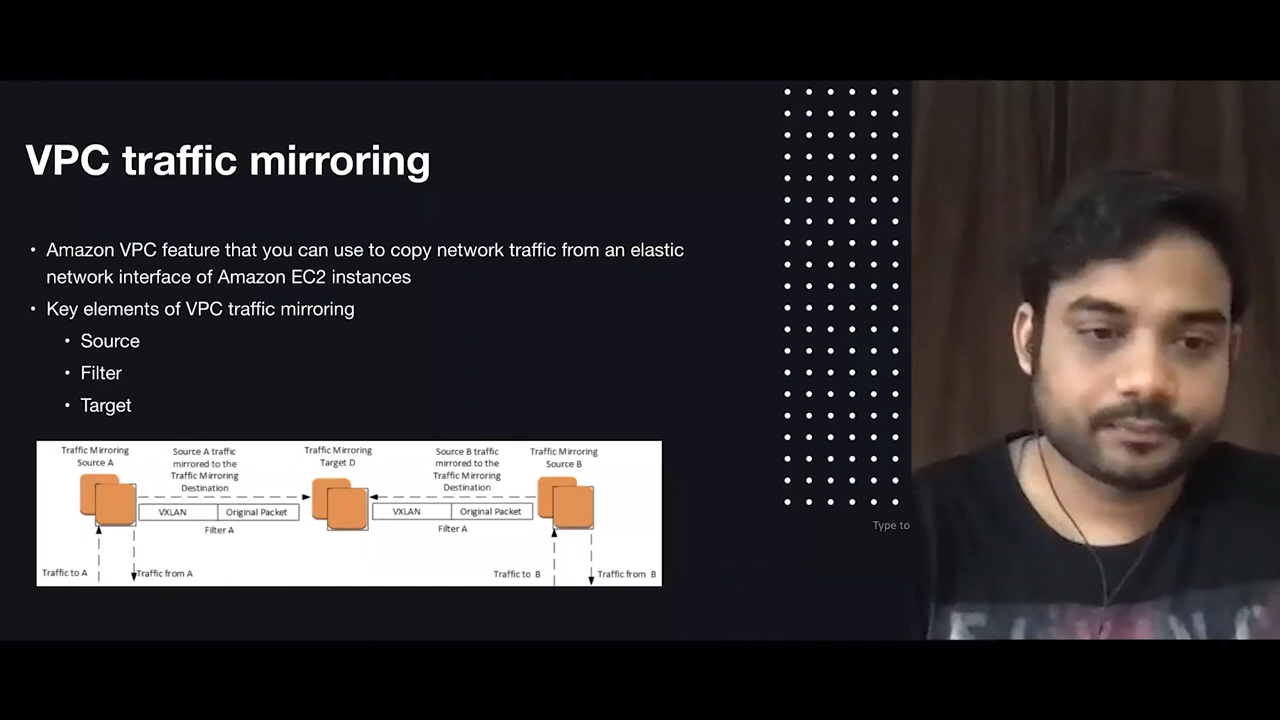 VPC traffic mirroring
• Amazon VPC feature that you can use to copy network traffic from an elastic
network interface of Amazon EC2 instances
• Key elements of VPC traffic mirroring
• Source
• Filter
• Target
Traffic Mirroring
Source A
Source A traffic
mirrored to the
Traffic Mirroring
Destination
Traffic Mirroring
Target D
Source B traffic
mirrored to the
Traffic Mirroring
Destination
Traffic Mirroring
Source B
VXLAN
Original Packet
VXLAN
Original Packet
Filter A
Filter A
Traffic to A
Traffic from A
Traffic to B
Traffic from B
Type to